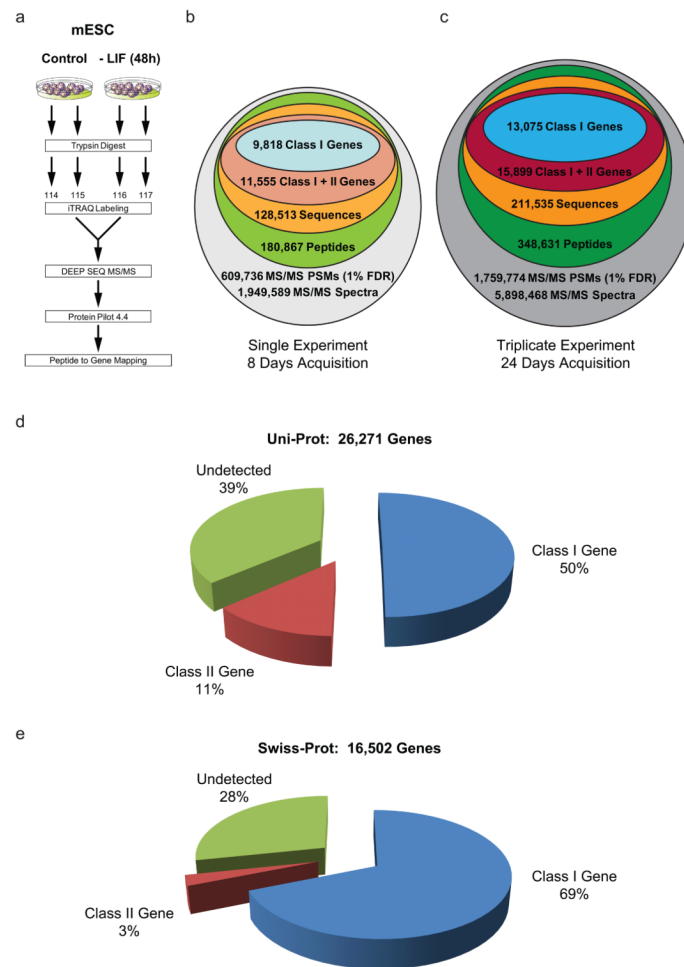 a
mESC
Control - LIF (48h)
Trypsin Digest
114 115 116 117
iTRAQ Labeling
DEEP SEQ MS/MS
Protein Pilot 4.4
Peptide to Gene Mapping
b
9,818 Class I Genes
11,555 Class I + II Genes
128,513 Sequences
180,867 Peptides
609,736 MS/MS PSMs (1% FDR)
1,949,589 MS/MS Spectra
Single Experiment
8 Days Acquisition
c
13,075 Class I Genes
15,899 Class I + II Genes
211,535 Sequences
348,631 Peptides
1,759,774 MS/MS PSMs (1% FDR)
5,898,468 MS/MS Spectra
Triplicate Experiment
24 Days Acquisition
d
Uni-Prot: 26,271 Genes
Undetected
39%
Class I Gene
50%
Class II Gene
11%
e
Swiss-Prot: 16,502 Genes
Undetected
28%
Class I Gene
69%
Class II Gene
3%